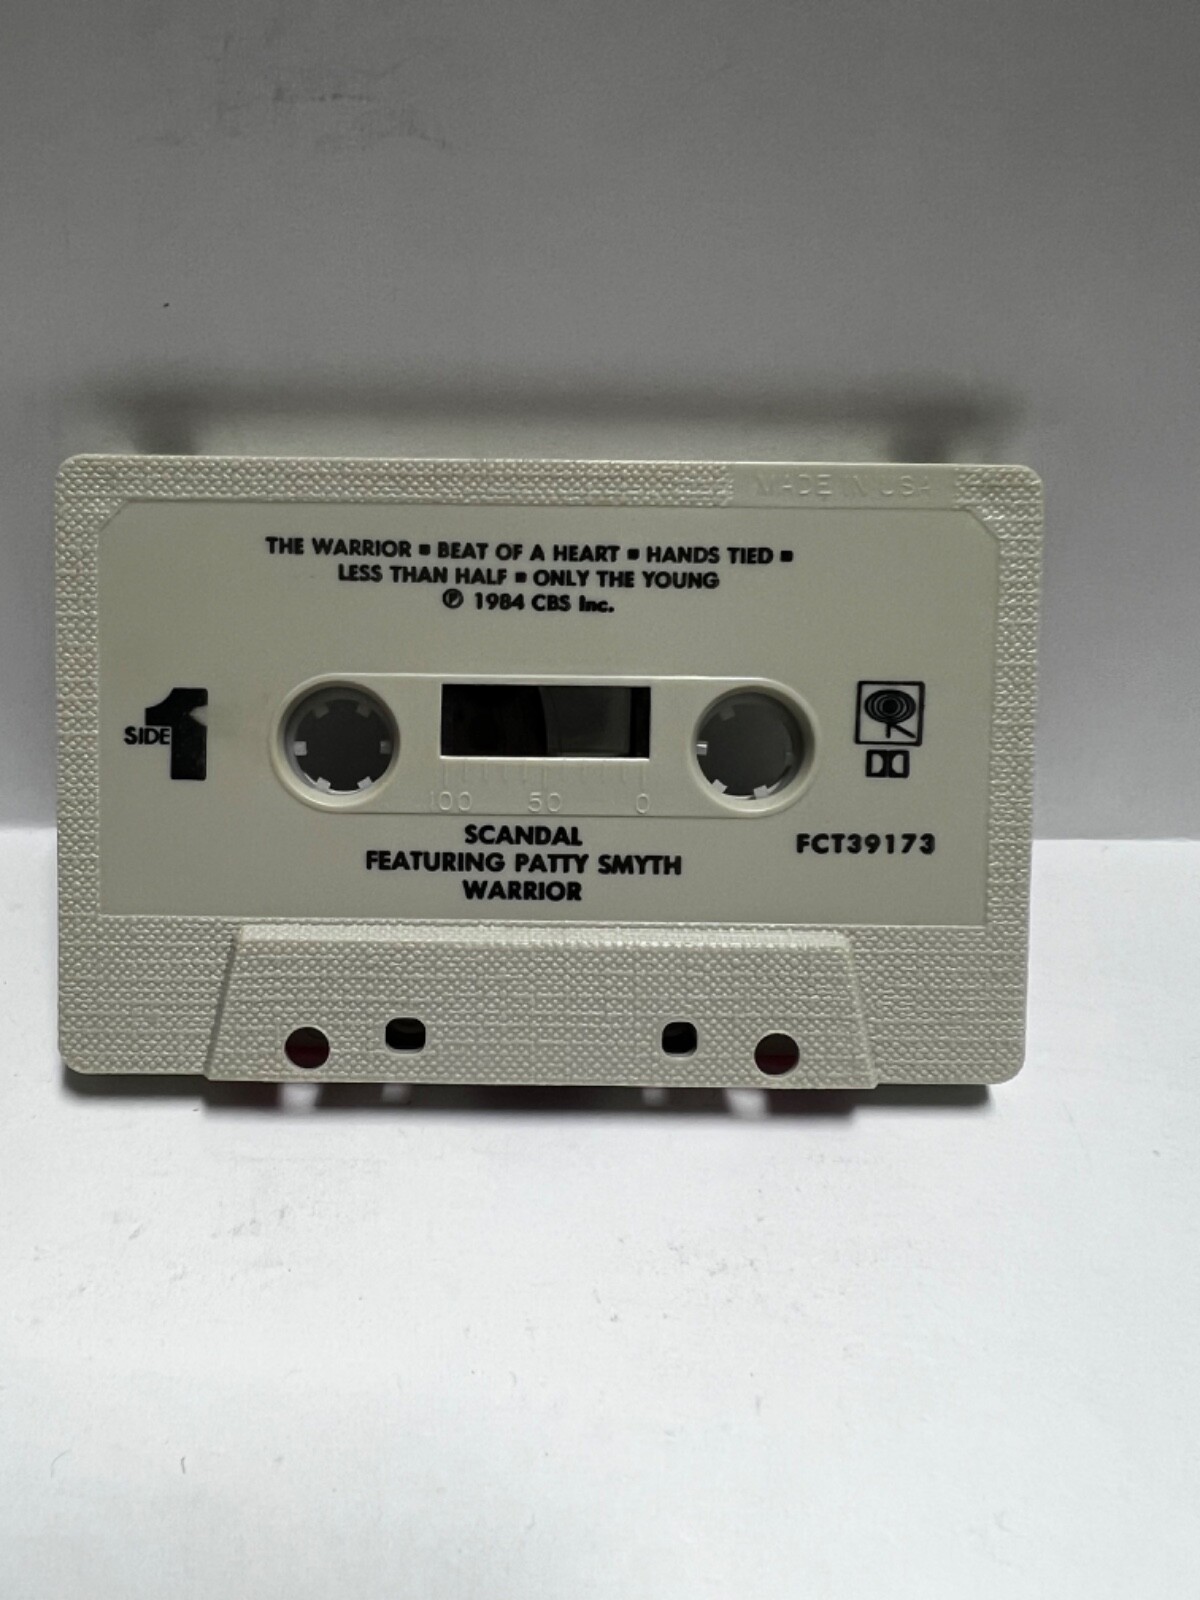 MADE IN USA
THE WARRIOR ▪ BEAT OF A HEART ▪ HANDS TIED ▪
LESS THAN HALF ▪ ONLY THE YOUNG
℗ 1984 CBS Inc.
SIDE 1
100 50 0
SCANDAL
FEATURING PATTY SMYTH
WARRIOR
FCT39173